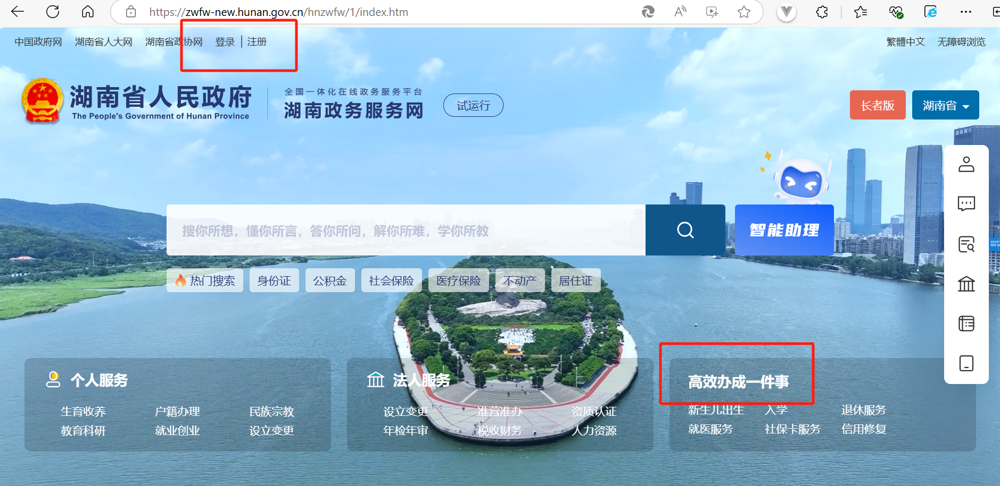 https://zwfw-new.hunan.gov.cn/hnzwfw/1/index.htm
中国政府网 湖南省人大网 湖南省政协网 登录 | 注册 繁體中文 无障碍浏览
湖南省人民政府
The People's Government of Hunan Province
全国一体化在线政务服务平台
湖南政务服务网
试运行
长者版 湖南省
搜你所想，懂你所言，答你所问，解你所难，学你所教
智能助理
热门搜索 身份证 公积金 社会保险 医疗保险 不动产 居住证
个人服务
生育收养 户籍办理 民族宗教
教育科研 就业创业 设立变更
法人服务
设立变更 准营准办 资质认证
年检年审 税收财务 人力资源
高效办成一件事
新生儿出生 入学 退休服务
就医服务 社保卡服务 信用修复